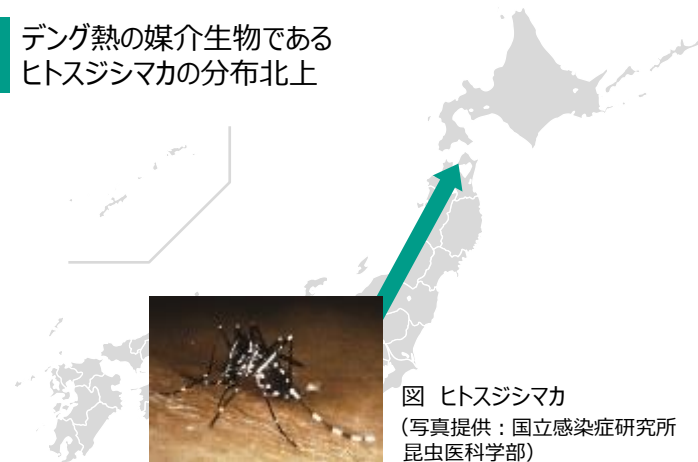 デング熱の媒介生物である
ヒトスジシマカの分布北上
図 ヒトスジシマカ
（写真提供：国立感染症研究所
昆虫医科学部）